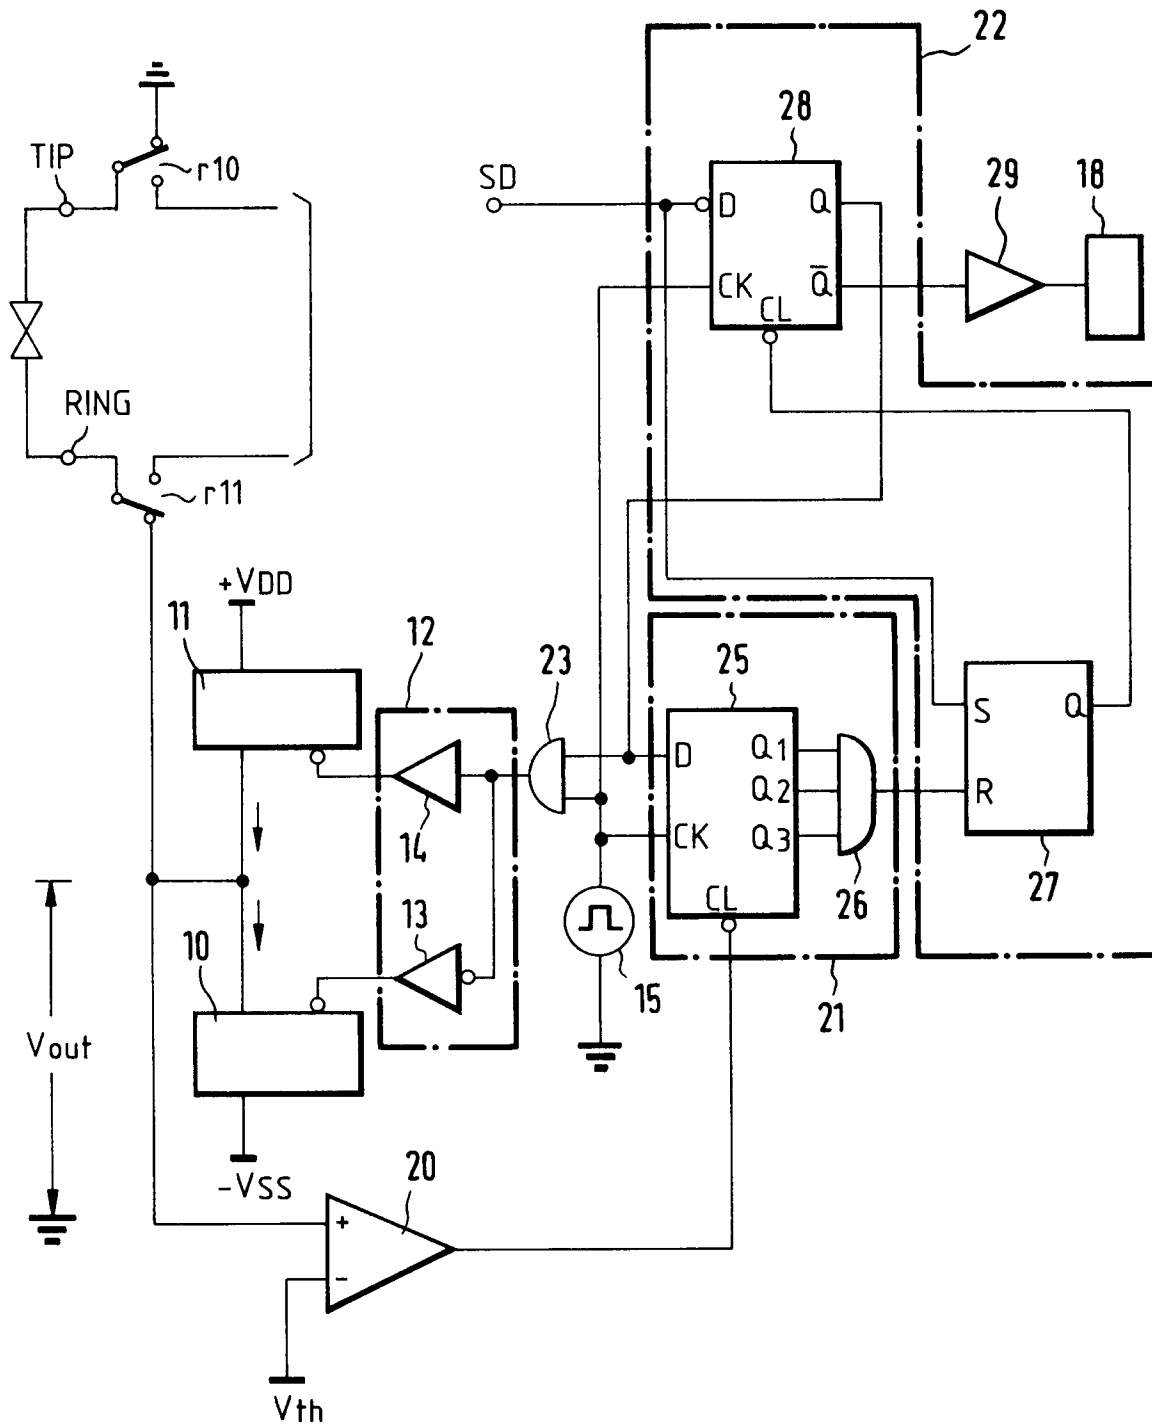 22
28
TIP
r10
SD
29
18
D
Q
CK
Q̅
CL
RING
r11
+VDD
11
12
23
25
S
Q
D
Q1
Q2
R
14
CK
Q3
27
26
13
CL
10
15
21
Vout
-VSS
20
+
-
Vth